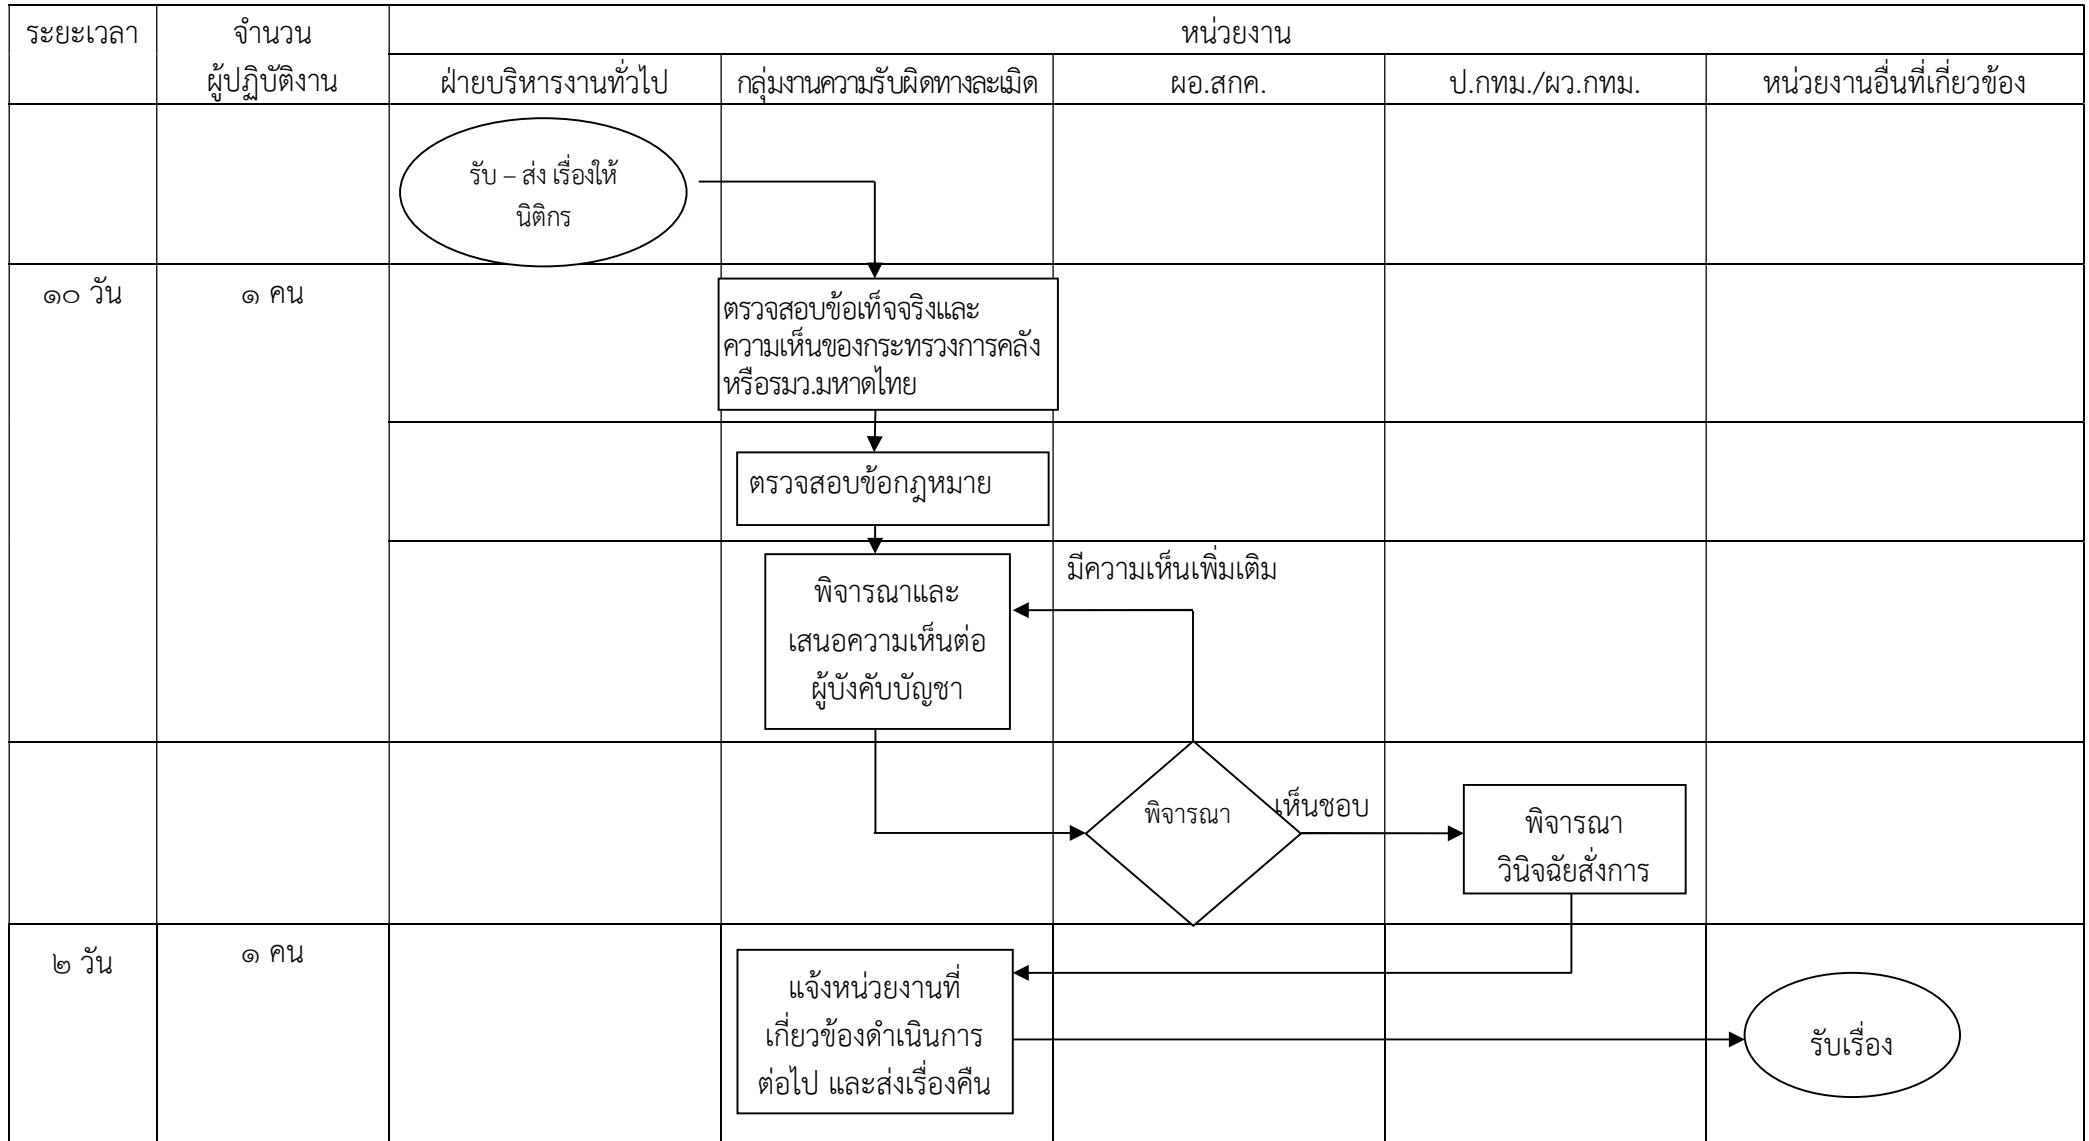 ระยะเวลา
จำนวน
ผู้ปฏิบัติงาน
หน่วยงาน
ฝ่ายบริหารงานทั่วไป
กลุ่มงานความรับผิดทางละเมิด
ผอ.สกค.
ป.กทม./ผว.กทม.
หน่วยงานอื่นที่เกี่ยวข้อง
รับ – ส่ง เรื่องให้
นิติกร
๑๐ วัน
๑ คน
ตรวจสอบข้อเท็จจริงและ
ความเห็นของกระทรวงการคลัง
หรือรมว.มหาดไทย
ตรวจสอบข้อกฎหมาย
พิจารณาและ
เสนอความเห็นต่อ
ผู้บังคับบัญชา
มีความเห็นเพิ่มเติม
พิจารณา
เห็นชอบ
พิจารณา
วินิจฉัยสั่งการ
๒ วัน
๑ คน
แจ้งหน่วยงานที่
เกี่ยวข้องดำเนินการ
ต่อไป และส่งเรื่องคืน
รับเรื่อง